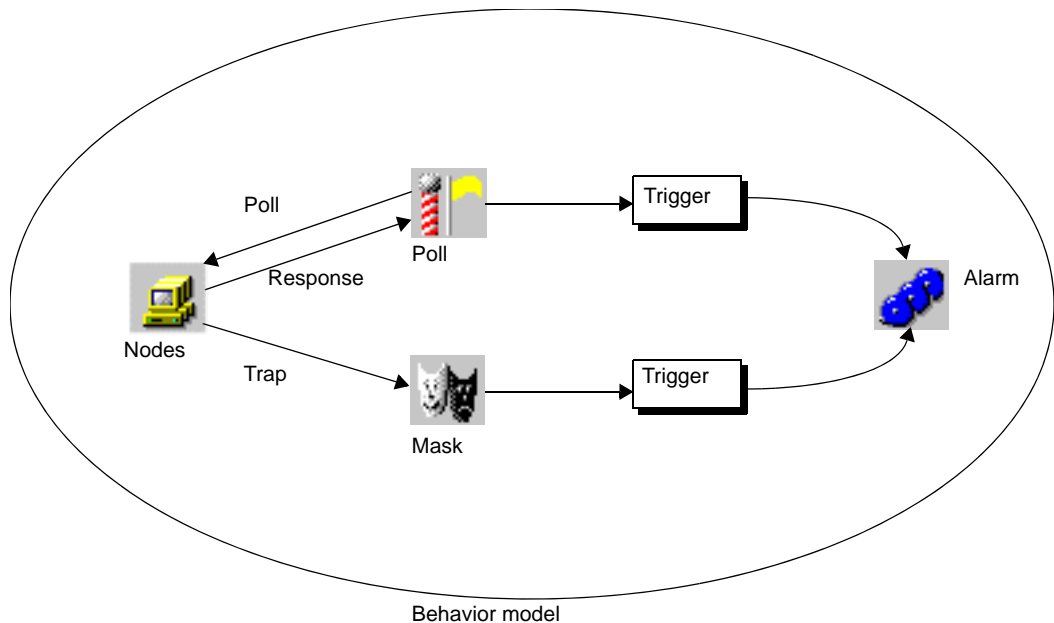 Poll
Trigger
Poll
Response
Alarm
Nodes
Trap
Trigger
Mask
Behavior model